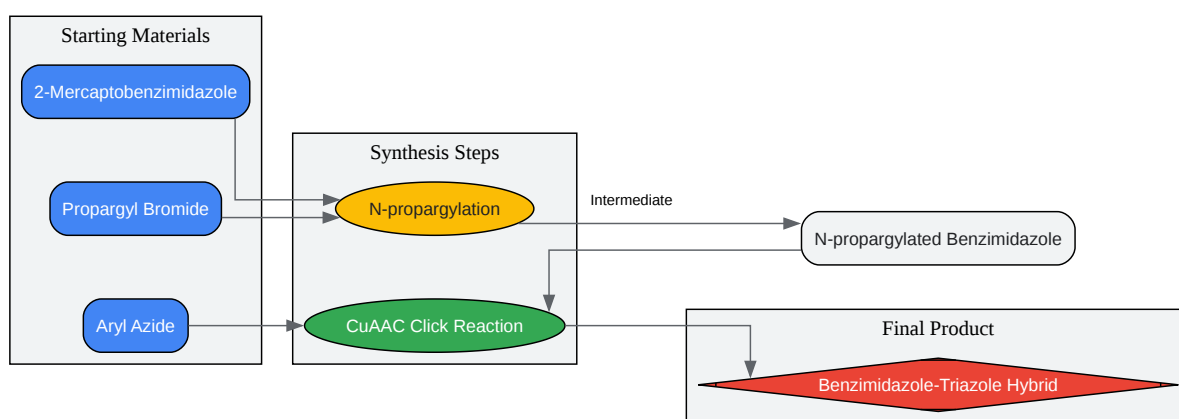 Starting Materials
2-Mercaptobenzimidazole
Propargyl Bromide
Aryl Azide
Synthesis Steps
N-propargylation
CuAAC Click Reaction
Intermediate
N-propargylated Benzimidazole
Final Product
Benzimidazole-Triazole Hybrid